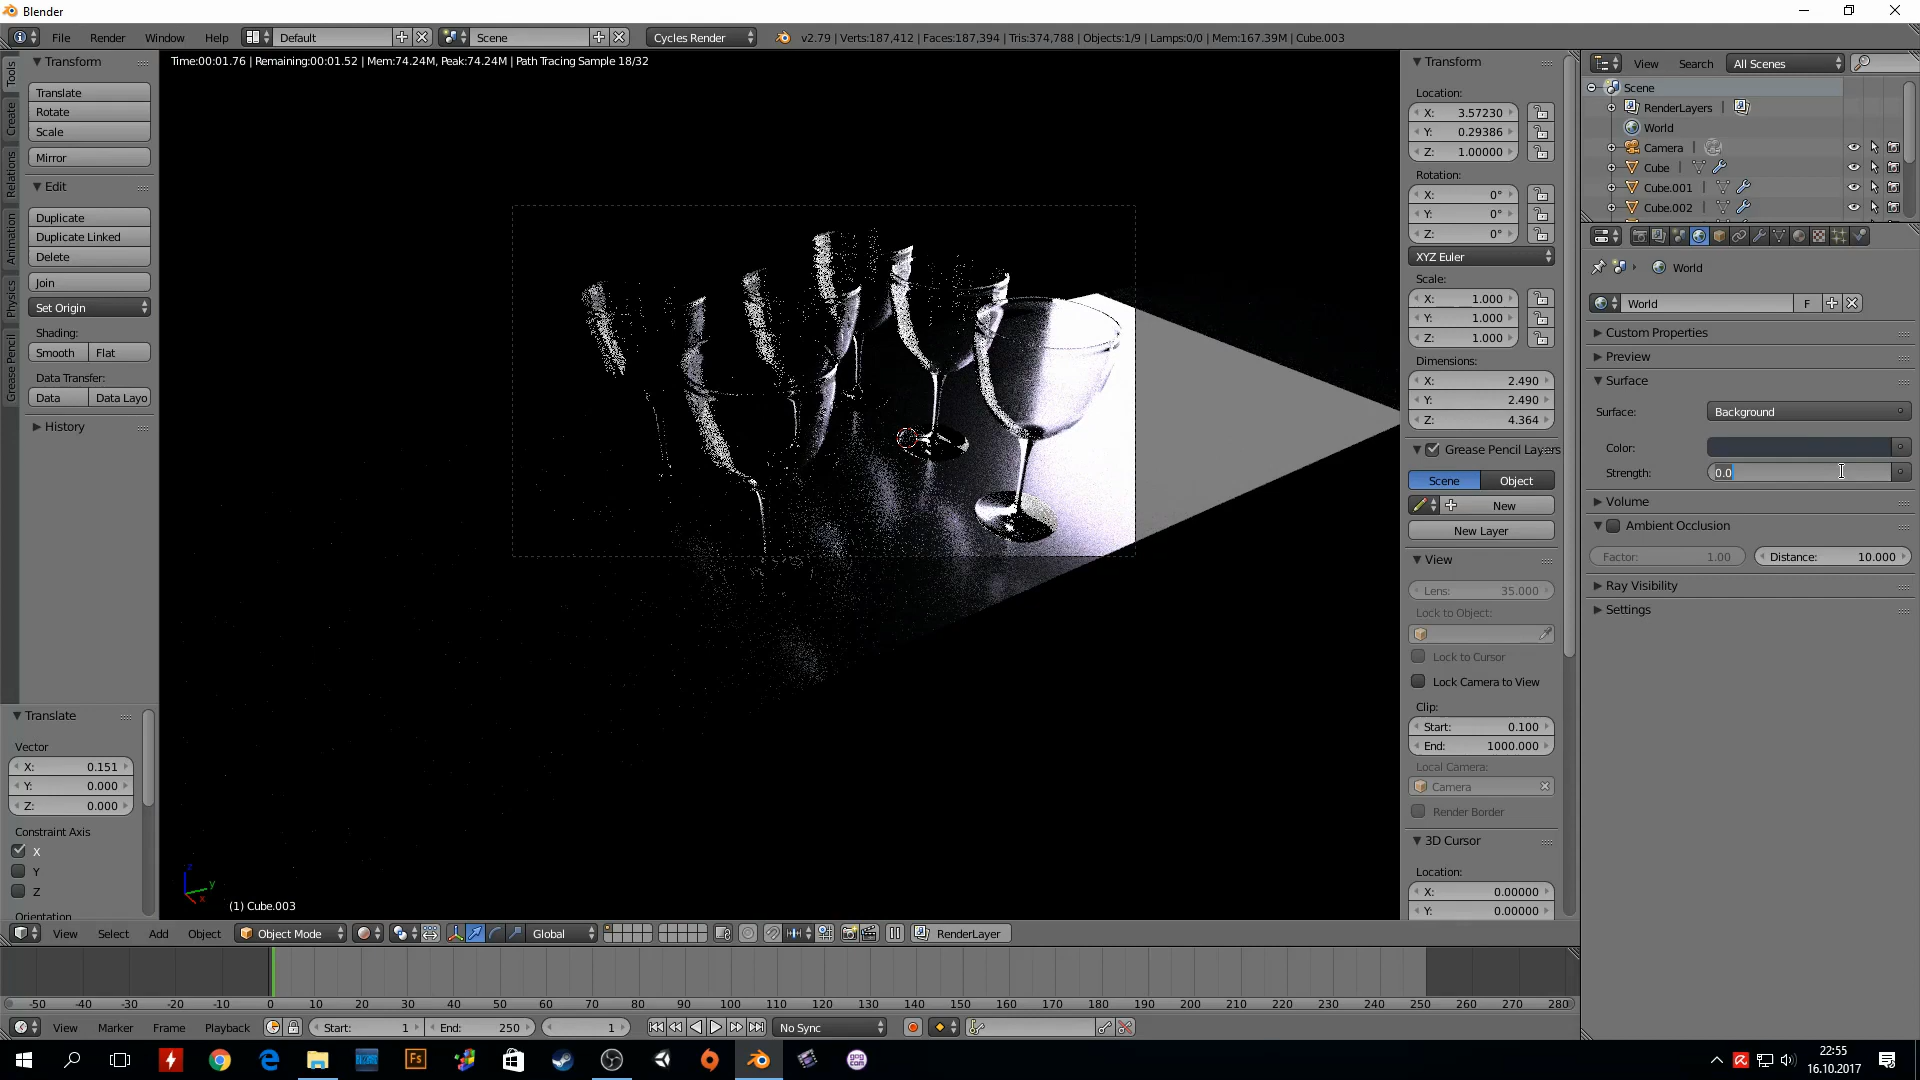 Blender
File
Render
Window
Help
Default
Scene
Cycles Render
v2.79 | Verts:187,412 | Faces:187,394 | Tris:374,788 | Objects:1/9 | Lamps:0/0 | Mem:167.39M | Cube.003
Time:00:01.76 | Remaining:00:01.52 | Mem:74.24M, Peak:74.24M | Path Tracing Sample 18/32
Tools
Create
Relations
Animation
Physics
Grease Pencil
Transform
Translate
Rotate
Scale
Mirror
Edit
Duplicate
Duplicate Linked
Delete
Join
Set Origin
Shading:
Smooth Flat
Data Transfer:
Data Data Layo
History
Translate
Vector
X: 0.151
Y: 0.000
Z: 0.000
Constraint Axis
X
Y
Z
Orientation
z
y
x
(1) Cube.003
Transform
Location:
X: 3.57230
Y: 0.29386
Z: 1.00000
Rotation:
X: 0°
Y: 0°
Z: 0°
XYZ Euler
Scale:
X: 1.000
Y: 1.000
Z: 1.000
Dimensions:
X: 2.490
Y: 2.490
Z: 4.364
Grease Pencil Layers
Scene Object
New
New Layer
View
Lens: 35.000
Lock to Object:
Lock to Cursor
Lock Camera to View
Clip:
Start: 0.100
End: 1000.000
Local Camera:
Camera
Render Border
3D Cursor
Location:
X: 0.00000
Y: 0.00000
View Search All Scenes
Scene
RenderLayers |
World
Camera |
Cube |
Cube.001 |
Cube.002 |
World
World F
Custom Properties
Preview
Surface
Surface: Background
Color:
Strength: 0.0
Volume
Ambient Occlusion
Factor: 1.00 Distance: 10.000
Ray Visibility
Settings
View Select Add Object Object Mode Global RenderLayer
-50 -40 -30 -20 -10 0 10 20 30 40 50 60 70 80 90 100 110 120 130 140 150 160 170 180 190 200 210 220 230 240 250 260 270 280
View Marker Frame Playback Start: 1 End: 250 1 No Sync
Fs
gog
com
22:55
16.10.2017